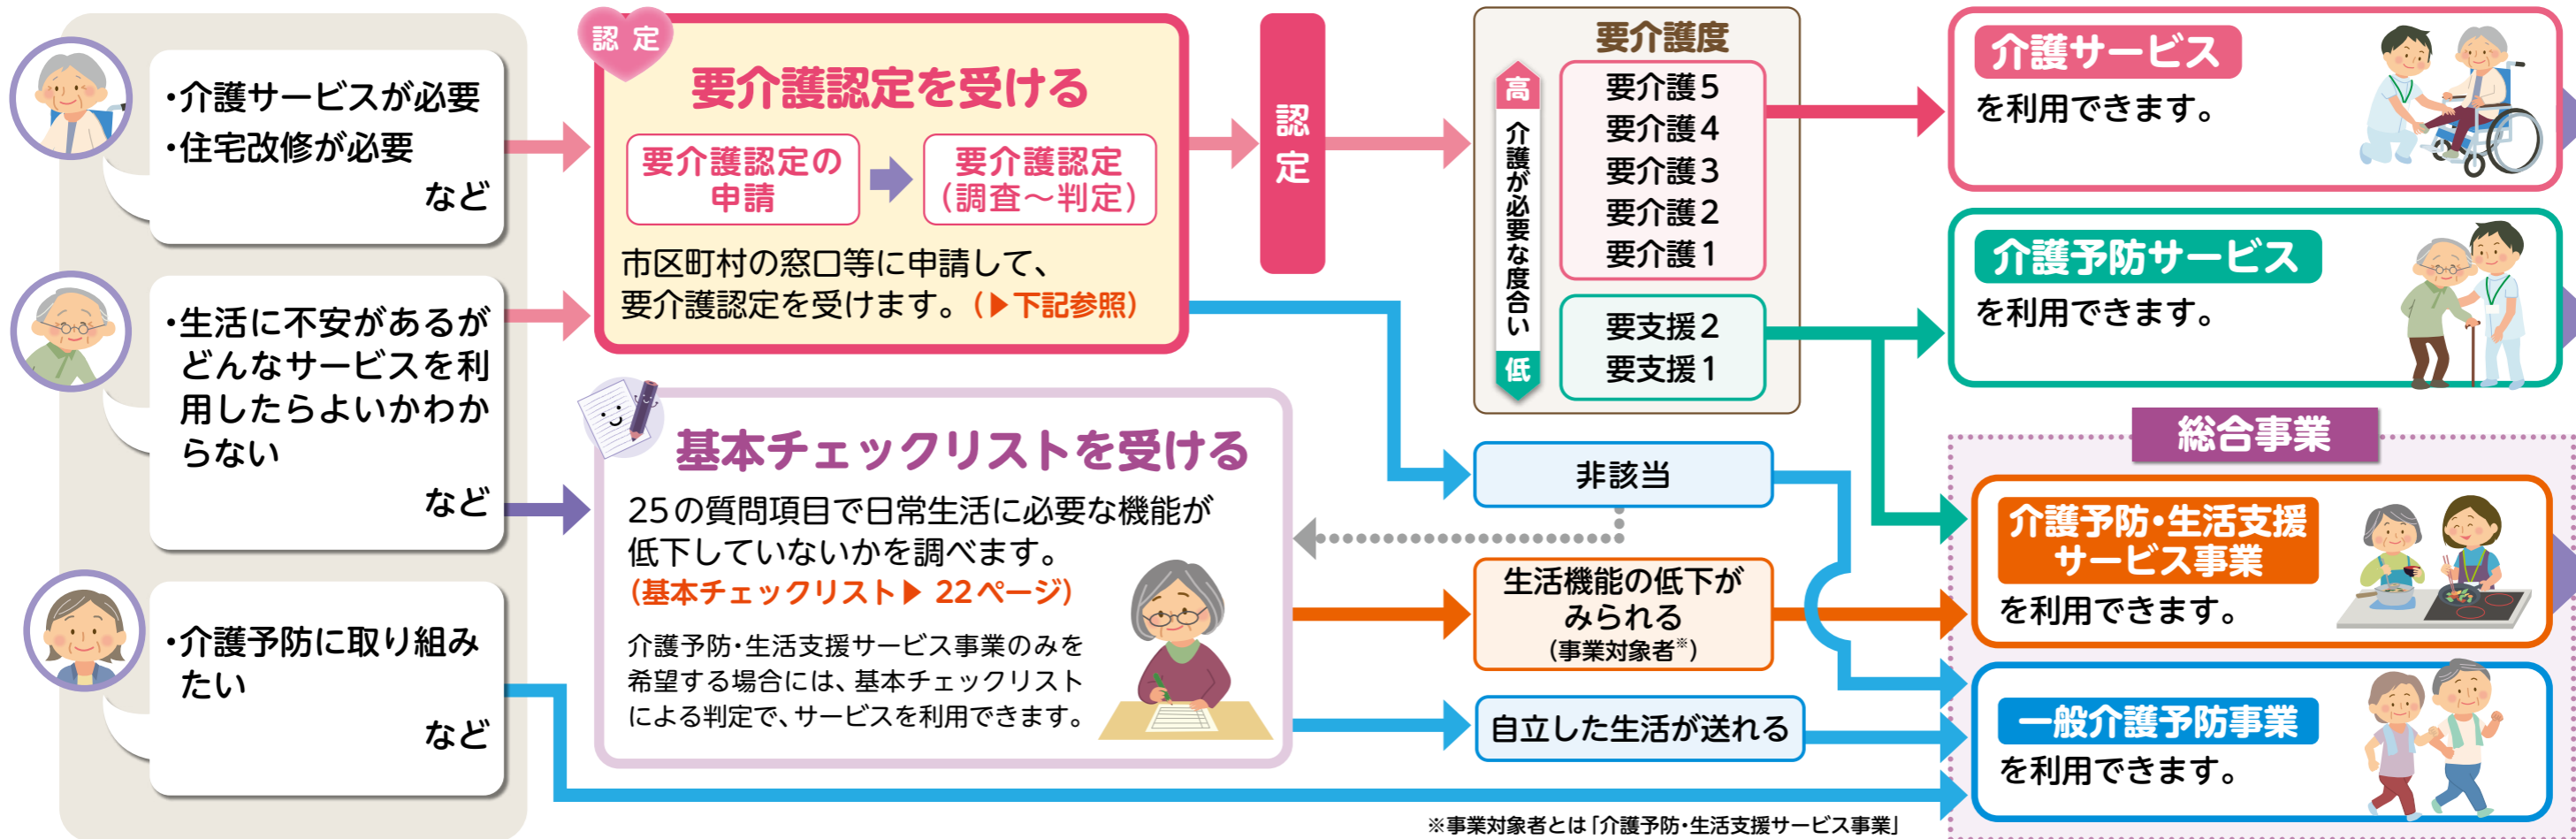 ・介護サービスが必要
・住宅改修が必要
など
・生活に不安があるが
どんなサービスを利
用したらよいかわか
らない
など
・介護予防に取り組み
たい
など
認 定
要介護認定を受ける
要介護認定の
申請
要介護認定
（調査～判定）
市区町村の窓口等に申請して、
要介護認定を受けます。（▶下記参照）
基本チェックリストを受ける
25の質問項目で日常生活に必要な機能が
低下していないかを調べます。
（基本チェックリスト▶ 22ページ）
介護予防・生活支援サービス事業のみを
希望する場合には、基本チェックリスト
による判定で、サービスを利用できます。
認定
要介護度
高
介護が必要な度合い
低
要介護5
要介護4
要介護3
要介護2
要介護1
要支援2
要支援1
非該当
生活機能の低下が
みられる
（事業対象者※）
自立した生活が送れる
介護サービス
を利用できます。
介護予防サービス
を利用できます。
総合事業
介護予防・生活支援
サービス事業
を利用できます。
一般介護予防事業
を利用できます。
※事業対象者とは「介護予防・生活支援サービス事業」